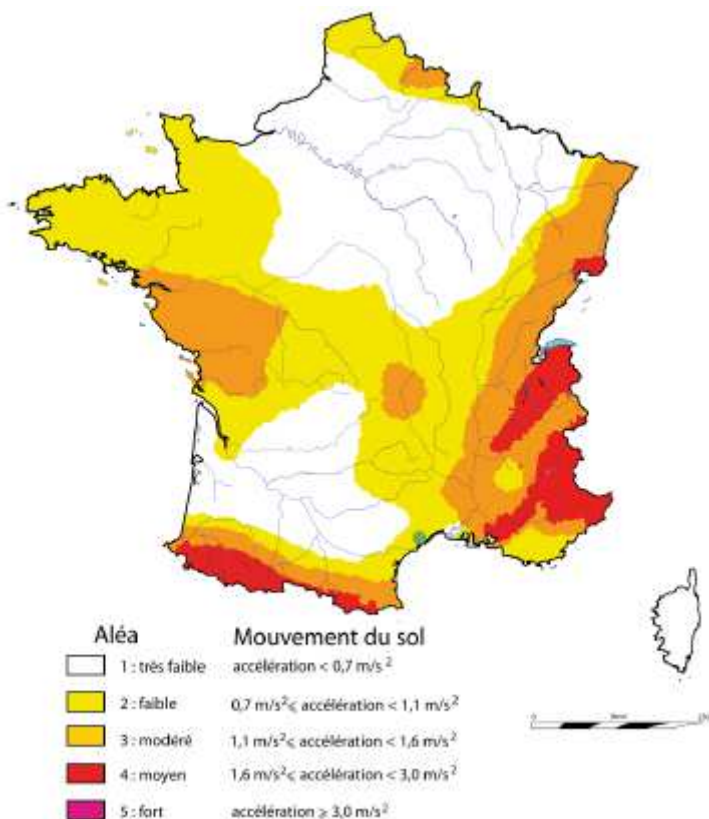 Aléa Mouvement du sol
1 : très faible accélération < 0,7 m/s²
2 : faible 0,7 m/s² ⩽ accélération < 1,1 m/s²
3 : modéré 1,1 m/s² ⩽ accélération < 1,6 m/s²
4 : moyen 1,6 m/s² ⩽ accélération < 3,0 m/s²
5 : fort accélération ⩾ 3,0 m/s²
0